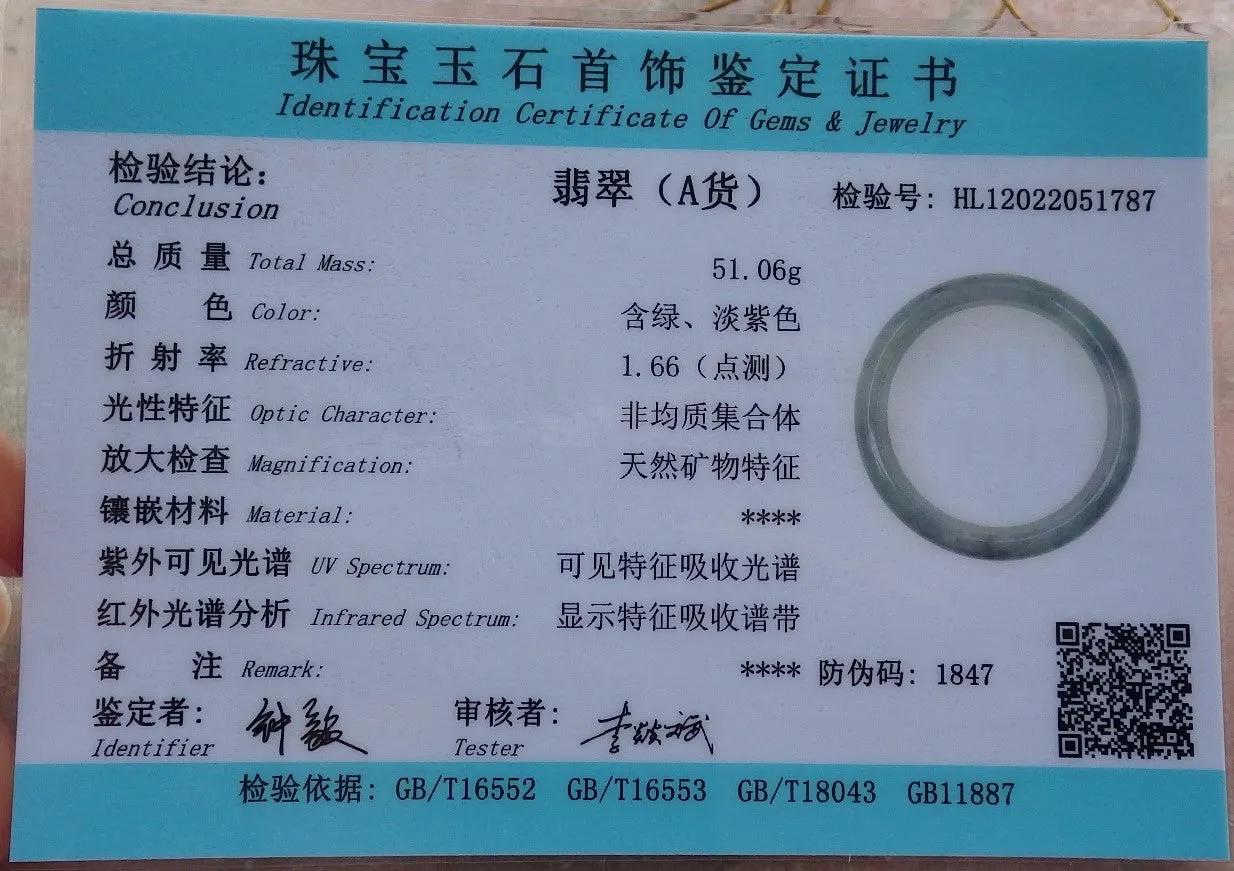 珠宝玉石首饰鉴定证书
Identification Certificate Of Gems & Jewelry
检验结论：
Conclusion
翡翠（A货）
检验号：HL12022051787
总质量 Total Mass: 51.06g
颜色 Color: 含绿、淡紫色
折射率 Refractive: 1.66（点测）
光性特征 Optic Character: 非均质集合体
放大检查 Magnification: 天然矿物特征
镶嵌材料 Material: ****
紫外可见光谱 UV Spectrum: 可见特征吸收光谱
红外光谱分析 Infrared Spectrum: 显示特征吸收谱带
备注 Remark: **** 防伪码：1847
鉴定者： 钟敏 审核者：
Identifier Tester
检验依据：GB/T16552 GB/T16553 GB/T18043 GB11887